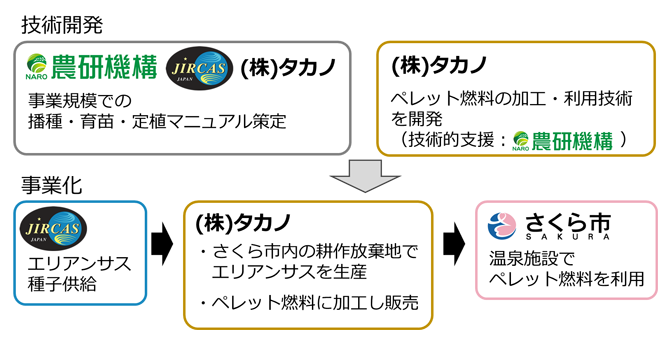 技術開発
NARO 農研機構 JIRCAS JAPAN (株)タカノ
事業規模での
播種・育苗・定植マニュアル策定
(株)タカノ
ペレット燃料の加工・利用技術
を開発
（技術的支援：NARO 農研機構 ）
事業化
JIRCAS
JAPAN
エリアンサス
種子供給
(株)タカノ
・さくら市内の耕作放棄地で
エリアンサスを生産
・ペレット燃料に加工し販売
さくら市
SAKURA
温泉施設で
ペレット燃料を利用